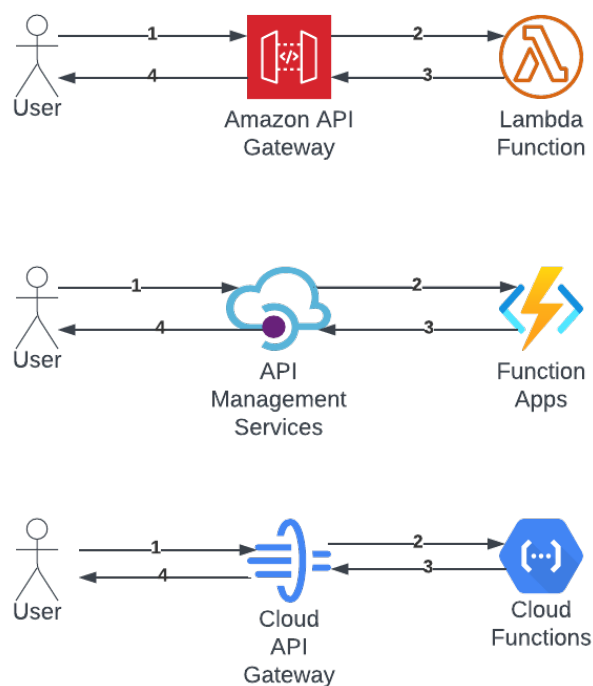 1
2
4
3
User
Amazon API
Gateway
Lambda
Function
</>
1
2
4
3
User
API
Management
Services
Function
Apps
1
2
4
3
User
Cloud
API
Gateway
Cloud
Functions